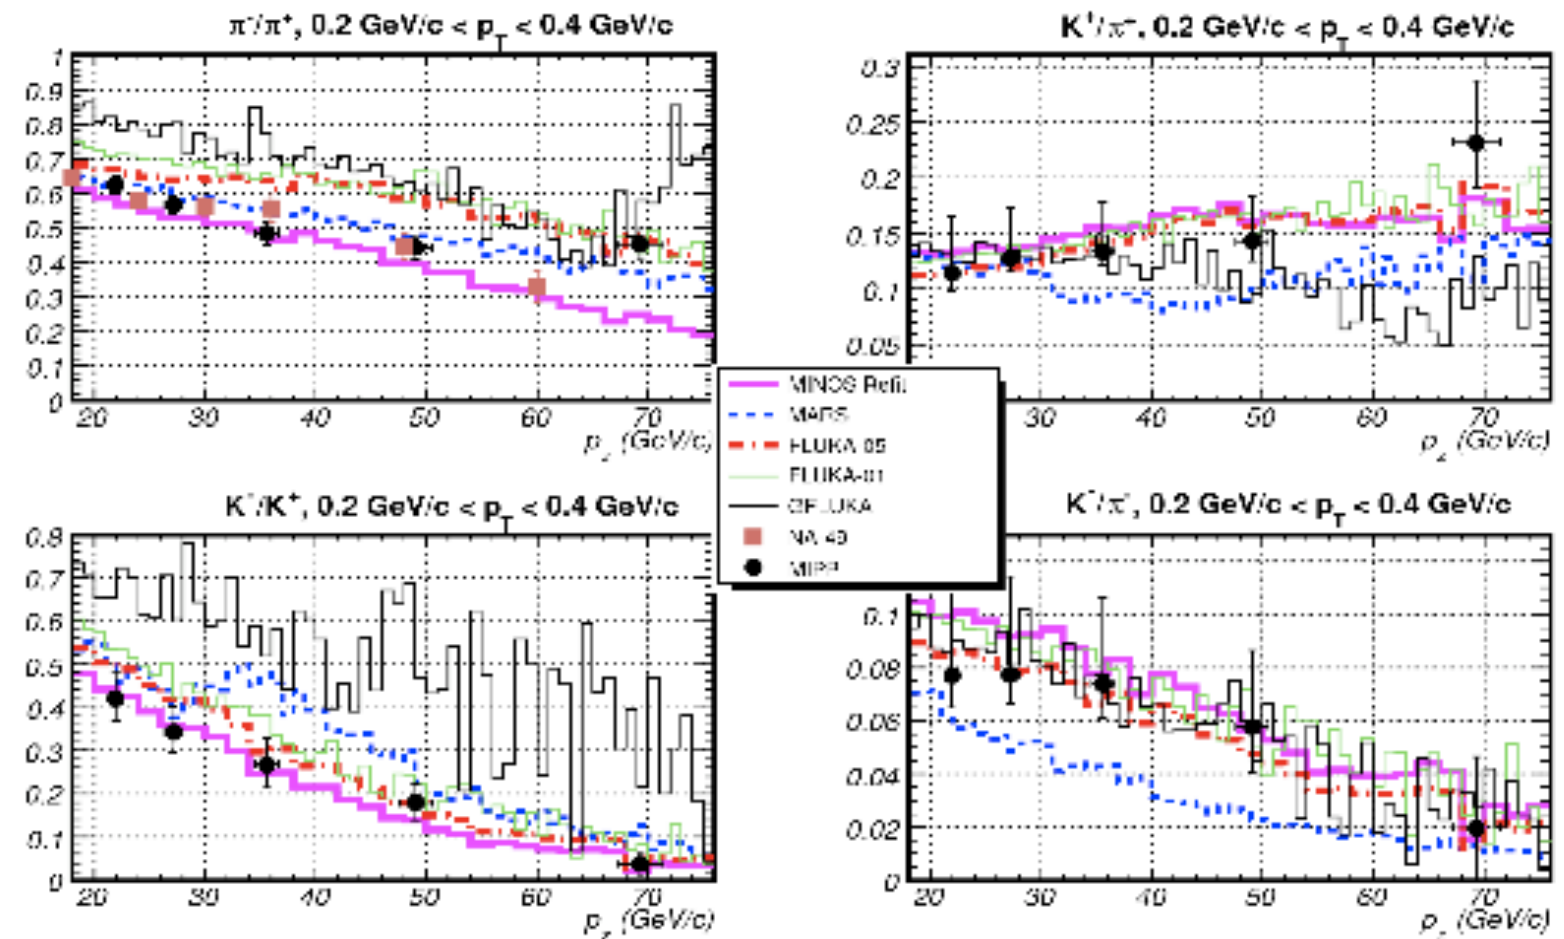 π⁻/π⁺, 0.2 GeV/c < p_T < 0.4 GeV/c
1
0.9
0.8
0.7
0.6
0.5
0.4
0.3
0.2
0.1
0
20 30 40 50 60 70
p_z (GeV/c)
K⁺/π⁺, 0.2 GeV/c < p_T < 0.4 GeV/c
0.3
0.25
0.2
0.15
0.1
0.05
30 40 50 60 70
p_z (GeV/c)
MINOS Refit
MARS
FLUKA-05
FLUKA-01
GFLUKA
NA-49
MIPP
K⁻/K⁺, 0.2 GeV/c < p_T < 0.4 GeV/c
0.8
0.7
0.6
0.5
0.4
0.3
0.2
0.1
0
20 30 40 50 60 70
p_z (GeV/c)
K⁻/π⁻, 0.2 GeV/c < p_T < 0.4 GeV/c
0.1
0.08
0.06
0.04
0.02
0
20 30 40 50 60 70
p_z (GeV/c)